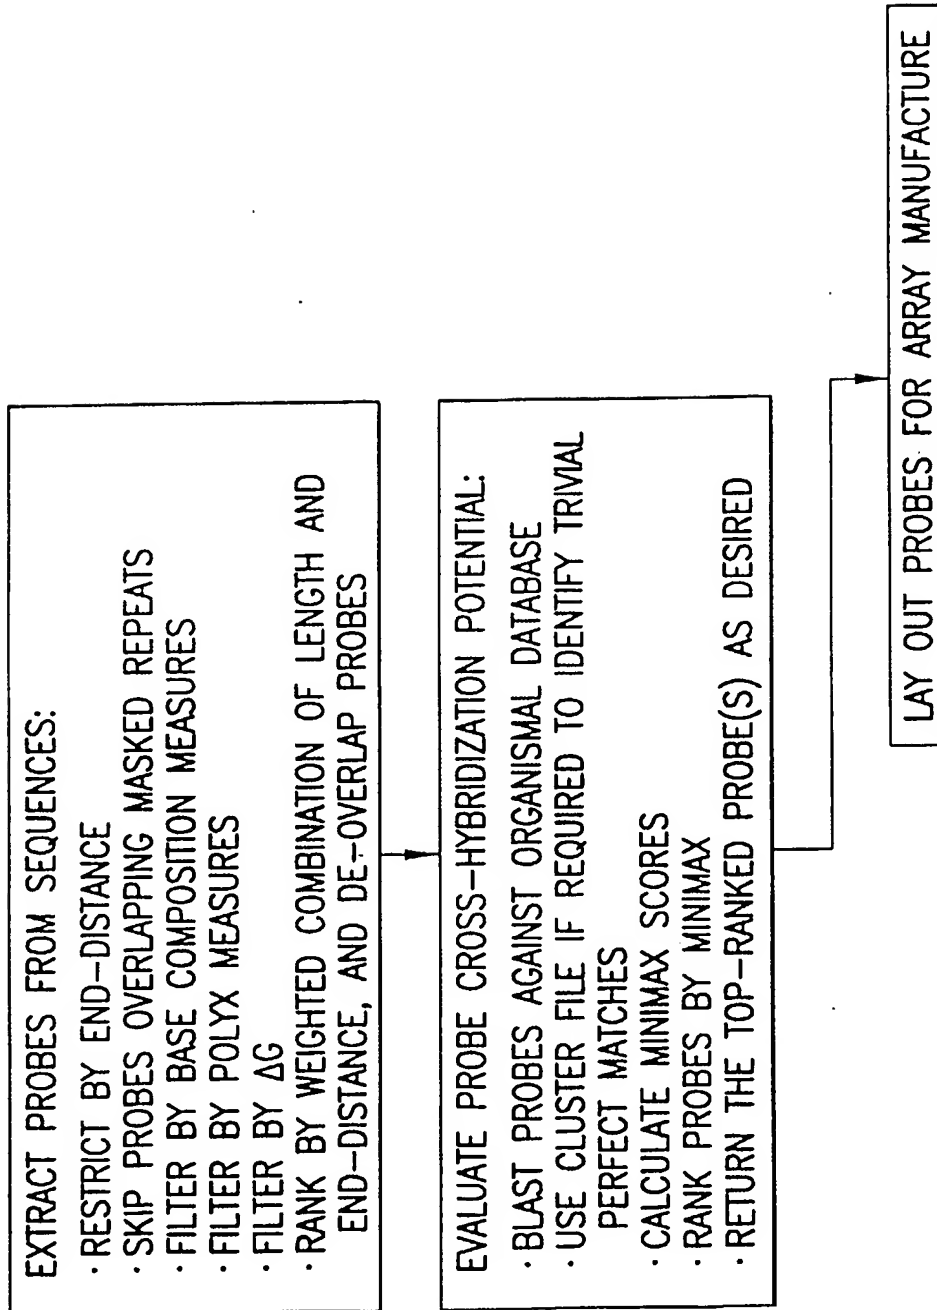 EXTRACT PROBES FROM SEQUENCES:
· RESTRICT BY END-DISTANCE
· SKIP PROBES OVERLAPPING MASKED REPEATS
· FILTER BY BASE COMPOSITION MEASURES
· FILTER BY POLYX MEASURES
· FILTER BY ΔG
· RANK BY WEIGHTED COMBINATION OF LENGTH AND
END-DISTANCE, AND DE-OVERLAP PROBES
EVALUATE PROBE CROSS-HYBRIDIZATION POTENTIAL:
· BLAST PROBES AGAINST ORGANISMAL DATABASE
· USE CLUSTER FILE IF REQUIRED TO IDENTIFY TRIVIAL
PERFECT MATCHES
· CALCULATE MINIMAX SCORES
· RANK PROBES BY MINIMAX
· RETURN THE TOP-RANKED PROBE(S) AS DESIRED
LAY OUT PROBES FOR ARRAY MANUFACTURE